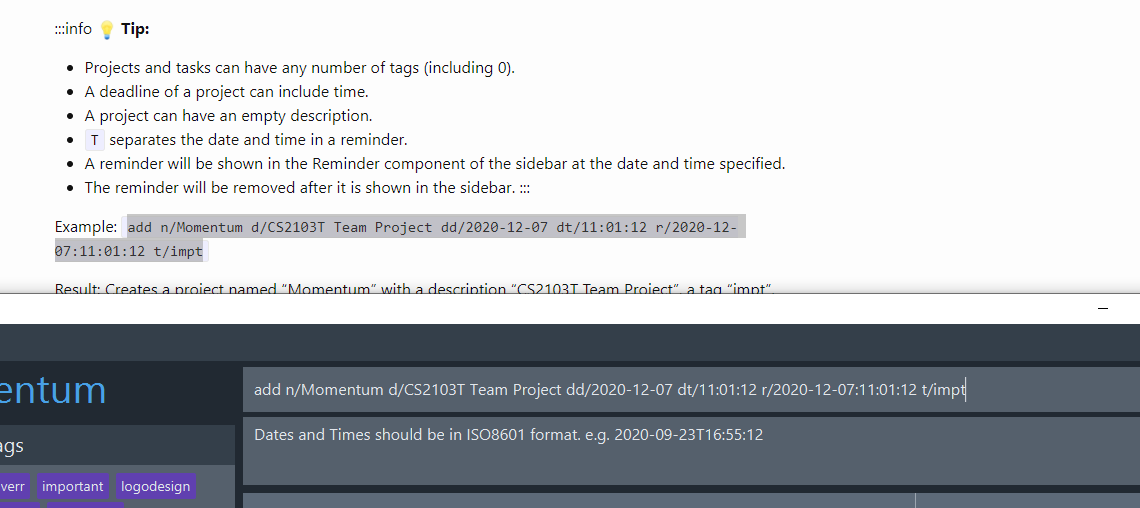 :::info 💡 Tip:
Projects and tasks can have any number of tags (including 0).
A deadline of a project can include time.
A project can have an empty description.
T separates the date and time in a reminder.
A reminder will be shown in the Reminder component of the sidebar at the date and time specified.
The reminder will be removed after it is shown in the sidebar. :::
Example: add n/Momentum d/CS2103T Team Project dd/2020-12-07 dt/11:01:12 r/2020-12-
07:11:01:12 t/impt
Result: Creates a project named “Momentum” with a description “CS2103T Team Project”, a tag “impt”,
entum
add n/Momentum d/CS2103T Team Project dd/2020-12-07 dt/11:01:12 r/2020-12-07:11:01:12 t/impt
Dates and Times should be in ISO8601 format. e.g. 2020-09-23T16:55:12
ags
verr important logodesign